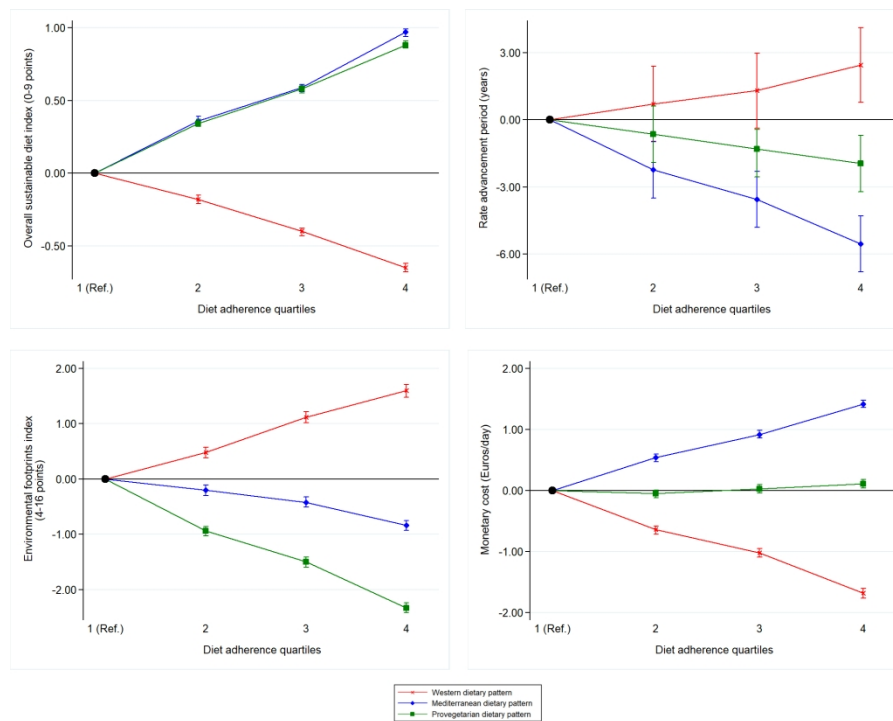 Overall sustainable diet index (0-9 points)
1.00
0.50
0.00
-0.50
1 (Ref.) 2 3 4
Diet adherence quartiles
Rate advancement period (years)
3.00
0.00
-3.00
-6.00
1 (Ref.) 2 3 4
Diet adherence quartiles
Environmental footprints index
(4-16 points)
2.00
1.00
0.00
-1.00
-2.00
1 (Ref.) 2 3 4
Diet adherence quartiles
Monetary cost (Euros/day)
2.00
1.00
0.00
-1.00
-2.00
1 (Ref.) 2 3 4
Diet adherence quartiles
Western dietary pattern
Mediterranean dietary pattern
Provegetarian dietary pattern